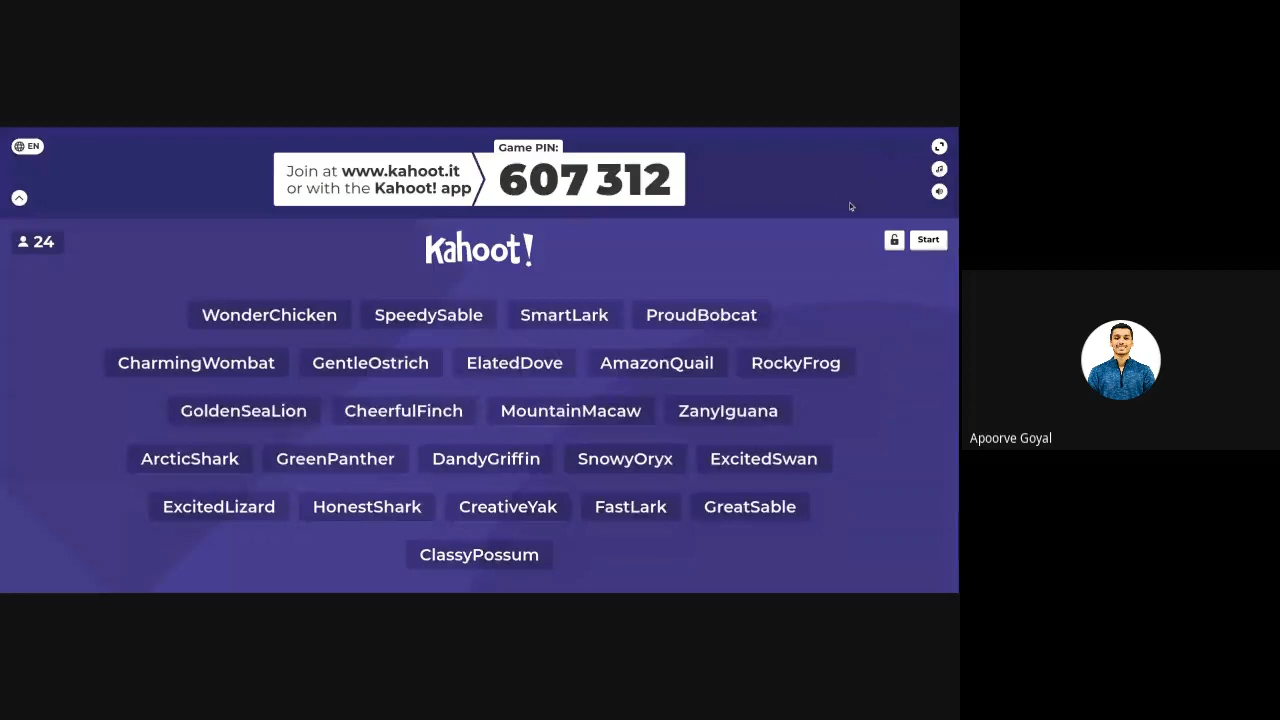 EN
Game PIN:
Join at www.kahoot.it
or with the Kahoot! app
607 312
24
Kahoot!
Start
WonderChicken SpeedySable SmartLark ProudBobcat
CharmingWombat GentleOstrich ElatedDove AmazonQuail RockyFrog
GoldenSeaLion CheerfulFinch MountainMacaw ZanyIguana
ArcticShark GreenPanther DandyGriffin SnowyOryx ExcitedSwan
ExcitedLizard HonestShark CreativeYak FastLark GreatSable
ClassyPossum
Apoorve Goyal